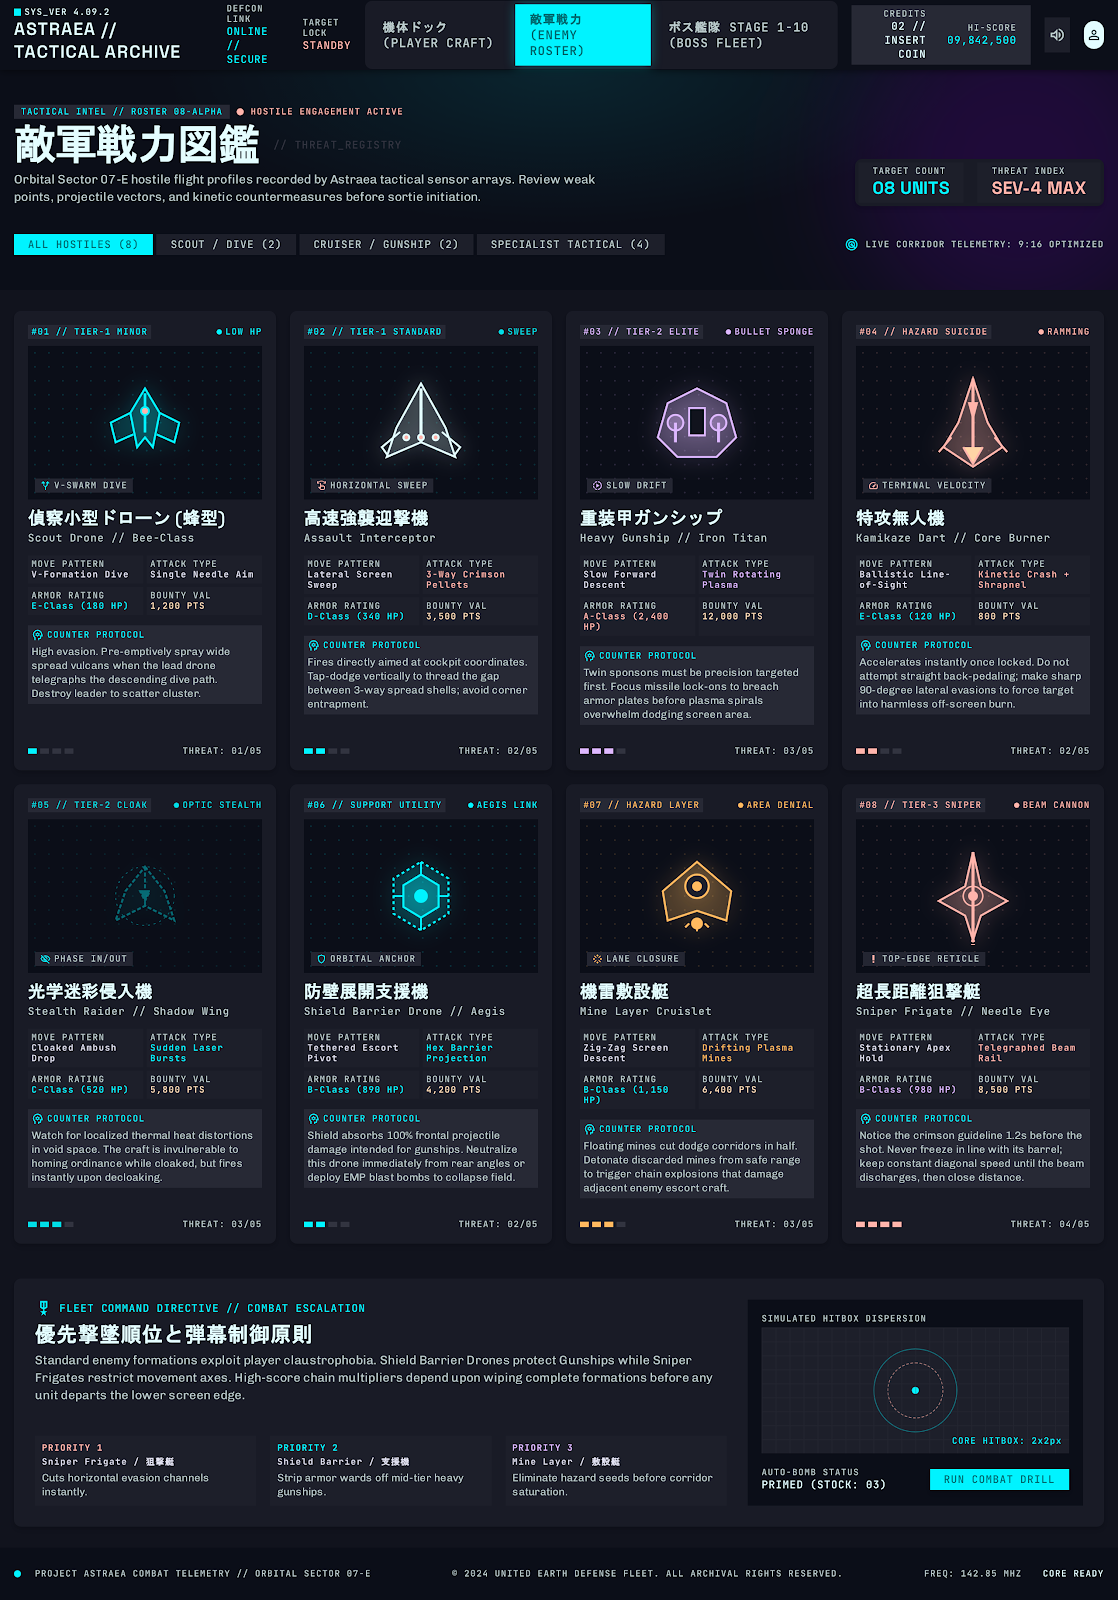 SYS_VER 4.09.2
ASTRAEA //
TACTICAL ARCHIVE
DEFCON
LINK
ONLINE
//
SECURE
TARGET
LOCK
STANDBY
機体ドック
(PLAYER CRAFT)
敵軍戦力
(ENEMY
ROSTER)
ボス艦隊 STAGE 1-10
(BOSS FLEET)
CREDITS
02 //
INSERT
COIN
HI-SCORE
09,842,500
TACTICAL INTEL // ROSTER 08-ALPHA
HOSTILE ENGAGEMENT ACTIVE
敵軍戦力図鑑
// THREAT_REGISTRY
Orbital Sector 07-E hostile flight profiles recorded by Astraea tactical sensor arrays. Review weak
points, projectile vectors, and kinetic countermeasures before sortie initiation.
TARGET COUNT
08 UNITS
THREAT INDEX
SEV-4 MAX
ALL HOSTILES (8)
SCOUT / DIVE (2)
CRUISER / GUNSHIP (2)
SPECIALIST TACTICAL (4)
LIVE CORRIDOR TELEMETRY: 9:16 OPTIMIZED
#01 // TIER-1 MINOR
LOW HP
V-SWARM DIVE
偵察小型ドローン (蜂型)
Scout Drone // Bee-Class
MOVE PATTERN
V-Formation Dive
ATTACK TYPE
Single Needle Aim
ARMOR RATING
E-Class (180 HP)
BOUNTY VAL
1,200 PTS
COUNTER PROTOCOL
High evasion. Pre-emptively spray wide
spread vulcans when the lead drone
telegraphs the descending dive path.
Destroy leader to scatter cluster.
THREAT: 01/05
#02 // TIER-1 STANDARD
SWEEP
HORIZONTAL SWEEP
高速強襲迎撃機
Assault Interceptor
MOVE PATTERN
Lateral Screen
Sweep
ATTACK TYPE
3-Way Crimson
Pellets
ARMOR RATING
D-Class (340 HP)
BOUNTY VAL
3,500 PTS
COUNTER PROTOCOL
Fires directly aimed at cockpit coordinates.
Tap-dodge vertically to thread the gap
between 3-way spread shells; avoid corner
entrapment.
THREAT: 02/05
#03 // TIER-2 ELITE
BULLET SPONGE
SLOW DRIFT
重装甲ガンシップ
Heavy Gunship // Iron Titan
MOVE PATTERN
Slow Forward
Descent
ATTACK TYPE
Twin Rotating
Plasma
ARMOR RATING
A-Class (2,400
HP)
BOUNTY VAL
12,000 PTS
COUNTER PROTOCOL
Twin sponsons must be precision targeted
first. Focus missile lock-ons to breach
armor plates before plasma spirals
overwhelm dodging screen area.
THREAT: 03/05
#04 // HAZARD SUICIDE
RAMMING
TERMINAL VELOCITY
特攻無人機
Kamikaze Dart // Core Burner
MOVE PATTERN
Ballistic Line-
of-Sight
ATTACK TYPE
Kinetic Crash +
Shrapnel
ARMOR RATING
E-Class (120 HP)
BOUNTY VAL
800 PTS
COUNTER PROTOCOL
Accelerates instantly once locked. Do not
attempt straight back-pedaling; make sharp
90-degree lateral evasions to force target
into harmless off-screen burn.
THREAT: 02/05
#05 // TIER-2 CLOAK
OPTIC STEALTH
PHASE IN/OUT
光学迷彩侵入機
Stealth Raider // Shadow Wing
MOVE PATTERN
Cloaked Ambush
Drop
ATTACK TYPE
Sudden Laser
Bursts
ARMOR RATING
C-Class (520 HP)
BOUNTY VAL
5,800 PTS
COUNTER PROTOCOL
Watch for localized thermal heat distortions
in void space. The craft is invulnerable to
homing ordinance while cloaked, but fires
instantly upon decloaking.
THREAT: 03/05
#06 // SUPPORT UTILITY
AEGIS LINK
ORBITAL ANCHOR
防壁展開支援機
Shield Barrier Drone // Aegis
MOVE PATTERN
Tethered Escort
Pivot
ATTACK TYPE
Hex Barrier
Projection
ARMOR RATING
B-Class (890 HP)
BOUNTY VAL
4,200 PTS
COUNTER PROTOCOL
Shield absorbs 100% frontal projectile
damage intended for gunships. Neutralize
this drone immediately from rear angles or
deploy EMP blast bombs to collapse field.
THREAT: 02/05
#07 // HAZARD LAYER
AREA DENIAL
LANE CLOSURE
機雷敷設艇
Mine Layer Cruislet
MOVE PATTERN
Zig-Zag Screen
Descent
ATTACK TYPE
Drifting Plasma
Mines
ARMOR RATING
B-Class (1,150
HP)
BOUNTY VAL
6,400 PTS
COUNTER PROTOCOL
Floating mines cut dodge corridors in half.
Detonate discarded mines from safe range
to trigger chain explosions that damage
adjacent enemy escort craft.
THREAT: 03/05
#08 // TIER-3 SNIPER
BEAM CANNON
TOP-EDGE RETICLE
超長距離狙撃艇
Sniper Frigate // Needle Eye
MOVE PATTERN
Stationary Apex
Hold
ATTACK TYPE
Telegraphed Beam
Rail
ARMOR RATING
B-Class (980 HP)
BOUNTY VAL
8,500 PTS
COUNTER PROTOCOL
Notice the crimson guideline 1.2s before the
shot. Never freeze in line with its barrel;
keep constant diagonal speed until the beam
discharges, then close distance.
THREAT: 04/05
FLEET COMMAND DIRECTIVE // COMBAT ESCALATION
優先撃墜順位と弾幕制御原則
Standard enemy formations exploit player claustrophobia. Shield Barrier Drones protect Gunships while Sniper
Frigates restrict movement axes. High-score chain multipliers depend upon wiping complete formations before any
unit departs the lower screen edge.
PRIORITY 1
Sniper Frigate / 狙撃艇
Cuts horizontal evasion channels
instantly.
PRIORITY 2
Shield Barrier / 支援機
Strip armor wards off mid-tier heavy
gunships.
PRIORITY 3
Mine Layer / 敷設艇
Eliminate hazard seeds before corridor
saturation.
SIMULATED HITBOX DISPERSION
CORE HITBOX: 2x2px
AUTO-BOMB STATUS
PRIMED (STOCK: 03)
RUN COMBAT DRILL
PROJECT ASTRAEA COMBAT TELEMETRY // ORBITAL SECTOR 07-E
© 2024 UNITED EARTH DEFENSE FLEET. ALL ARCHIVAL RIGHTS RESERVED.
FREQ: 142.85 MHZ
CORE READY